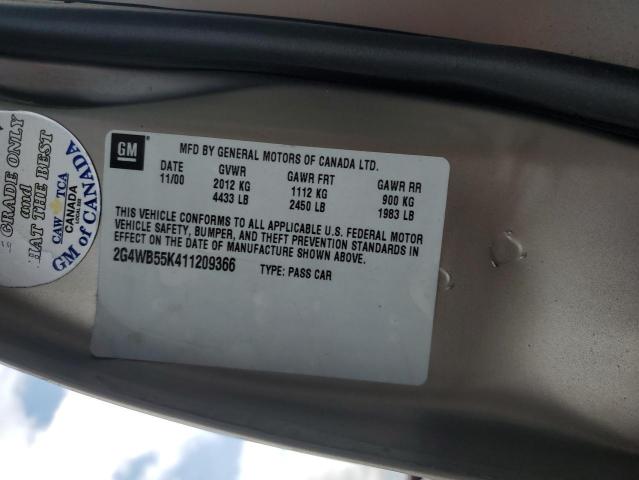 GM
MFD BY GENERAL MOTORS OF CANADA LTD.
DATE GVWR GAWR FRT GAWR RR
11/00 2012 KG 1112 KG 900 KG
4433 LB 2450 LB 1983 LB
THIS VEHICLE CONFORMS TO ALL APPLICABLE U.S. FEDERAL MOTOR
VEHICLE SAFETY, BUMPER, AND THEFT PREVENTION STANDARDS IN
EFFECT ON THE DATE OF MANUFACTURE SHOWN ABOVE.
2G4WB55K411209366 TYPE: PASS CAR
GRADE ONLY
and
HAT THE BEST
CAW TCA
CANADA
GM of CANADA